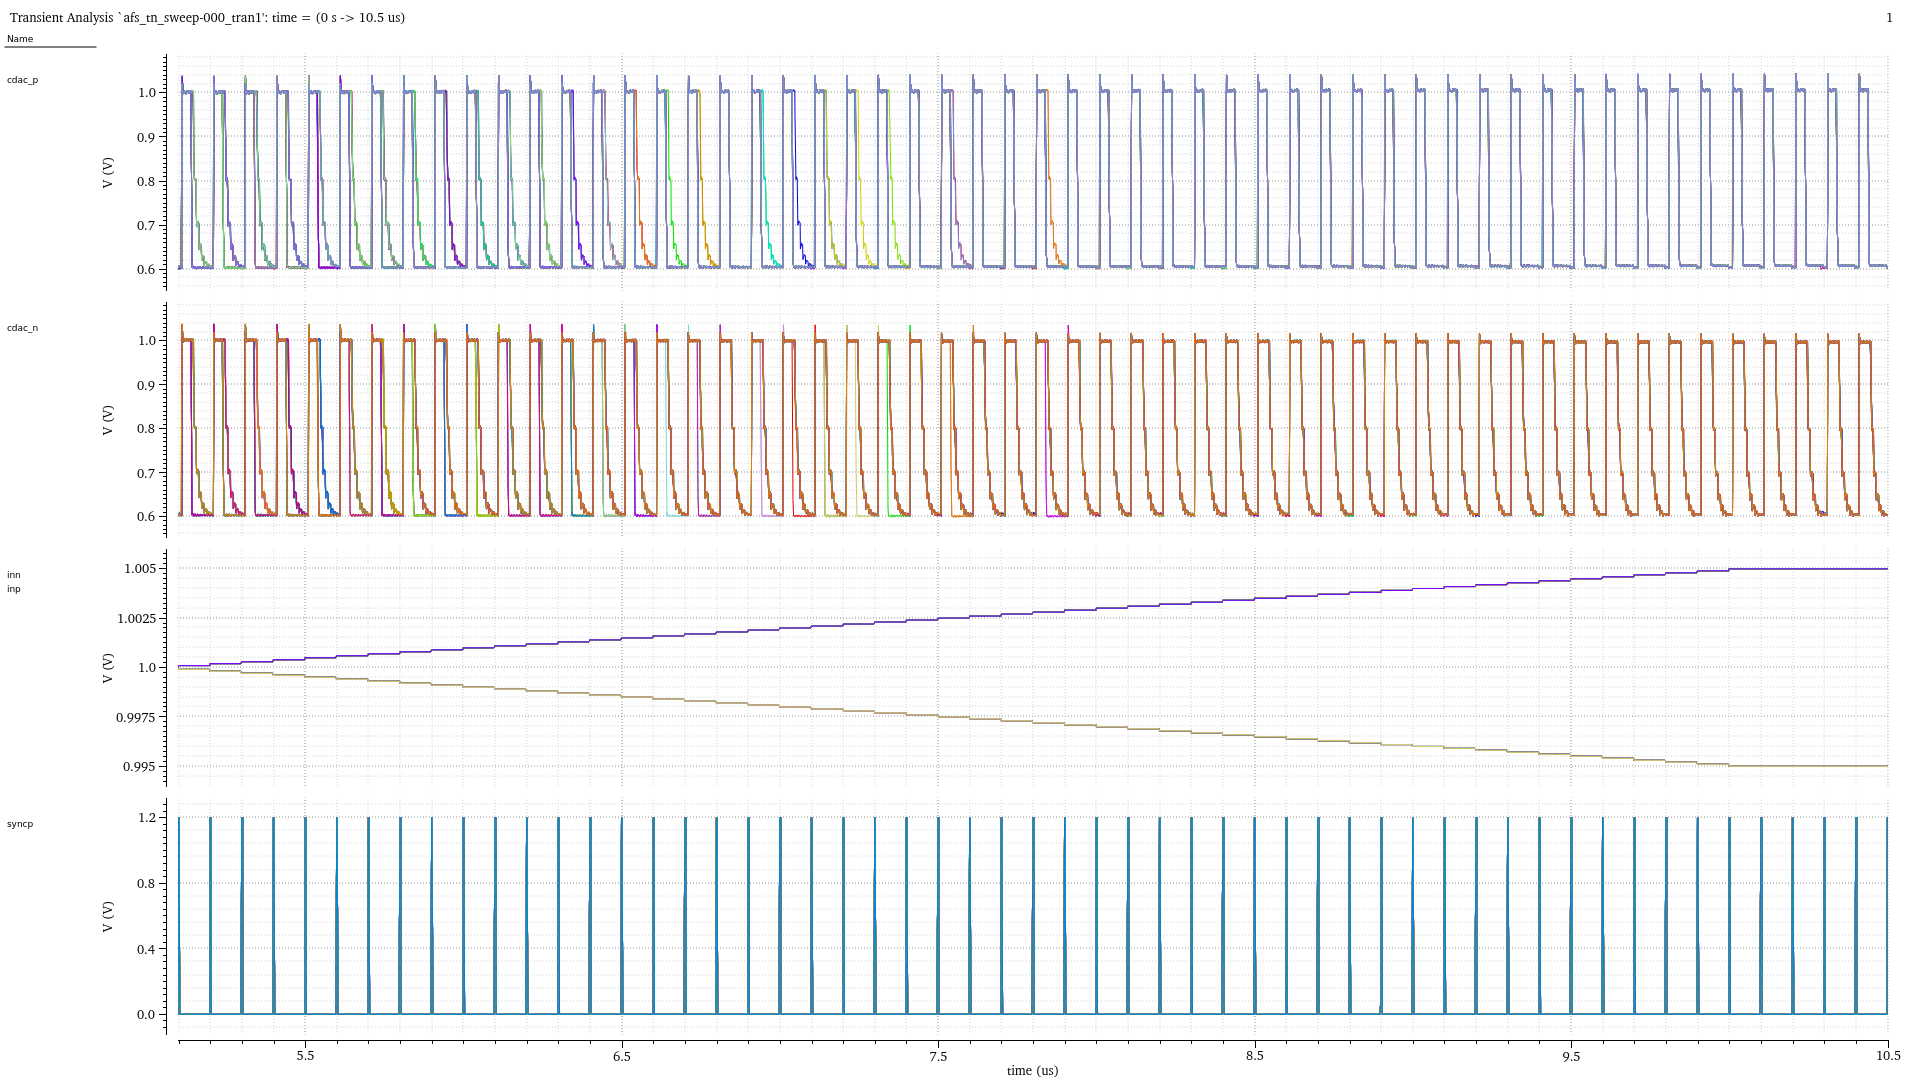 Transient Analysis `afs_tn_sweep-000_tran1': time = (0 s -> 10.5 us)
1
Name
cdac_p
1.0
0.9
0.8
0.7
0.6
V (V)
cdac_n
1.0
0.9
0.8
0.7
0.6
V (V)
inn
inp
1.005
1.0025
1.0
0.9975
0.995
V (V)
syncp
1.2
0.8
0.4
0.0
V (V)
5.5
6.5
7.5
8.5
9.5
10.5
time (us)